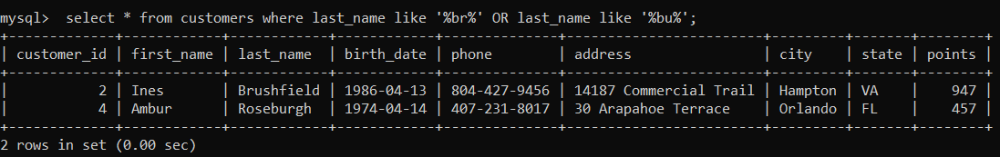 mysql>  select * from customers where last_name like '%br%' OR last_name like '%bu%';
+-------------+------------+-------------+------------+--------------+------------------------+---------+-------+--------+
| customer_id | first_name | last_name   | birth_date | phone        | address                | city    | state | points |
+-------------+------------+-------------+------------+--------------+------------------------+---------+-------+--------+
|           2 | Ines       | Brushfield  | 1986-04-13 | 804-427-9456 | 14187 Commercial Trail | Hampton | VA    |    947 |
|           4 | Ambur      | Roseburgh   | 1974-04-14 | 407-231-8017 | 30 Arapahoe Terrace    | Orlando | FL    |    457 |
+-------------+------------+-------------+------------+--------------+------------------------+---------+-------+--------+
2 rows in set (0.00 sec)